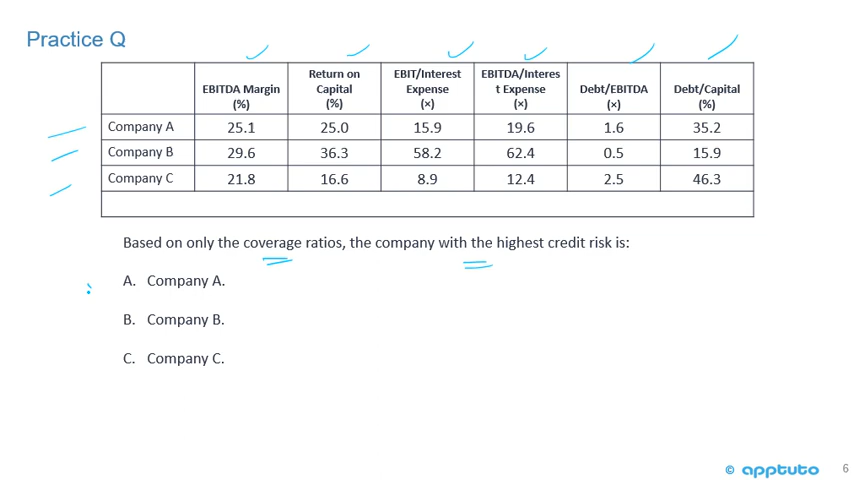 Practice Q
EBITDA Margin (%) Return on Capital (%) EBIT/Interest Expense (×) EBITDA/Interes t Expense (×) Debt/EBITDA (×) Debt/Capital (%)
Company A 25.1 25.0 15.9 19.6 1.6 35.2
Company B 29.6 36.3 58.2 62.4 0.5 15.9
Company C 21.8 16.6 8.9 12.4 2.5 46.3
Based on only the coverage ratios, the company with the highest credit risk is:
A. Company A.
B. Company B.
C. Company C.
© apptuto 6